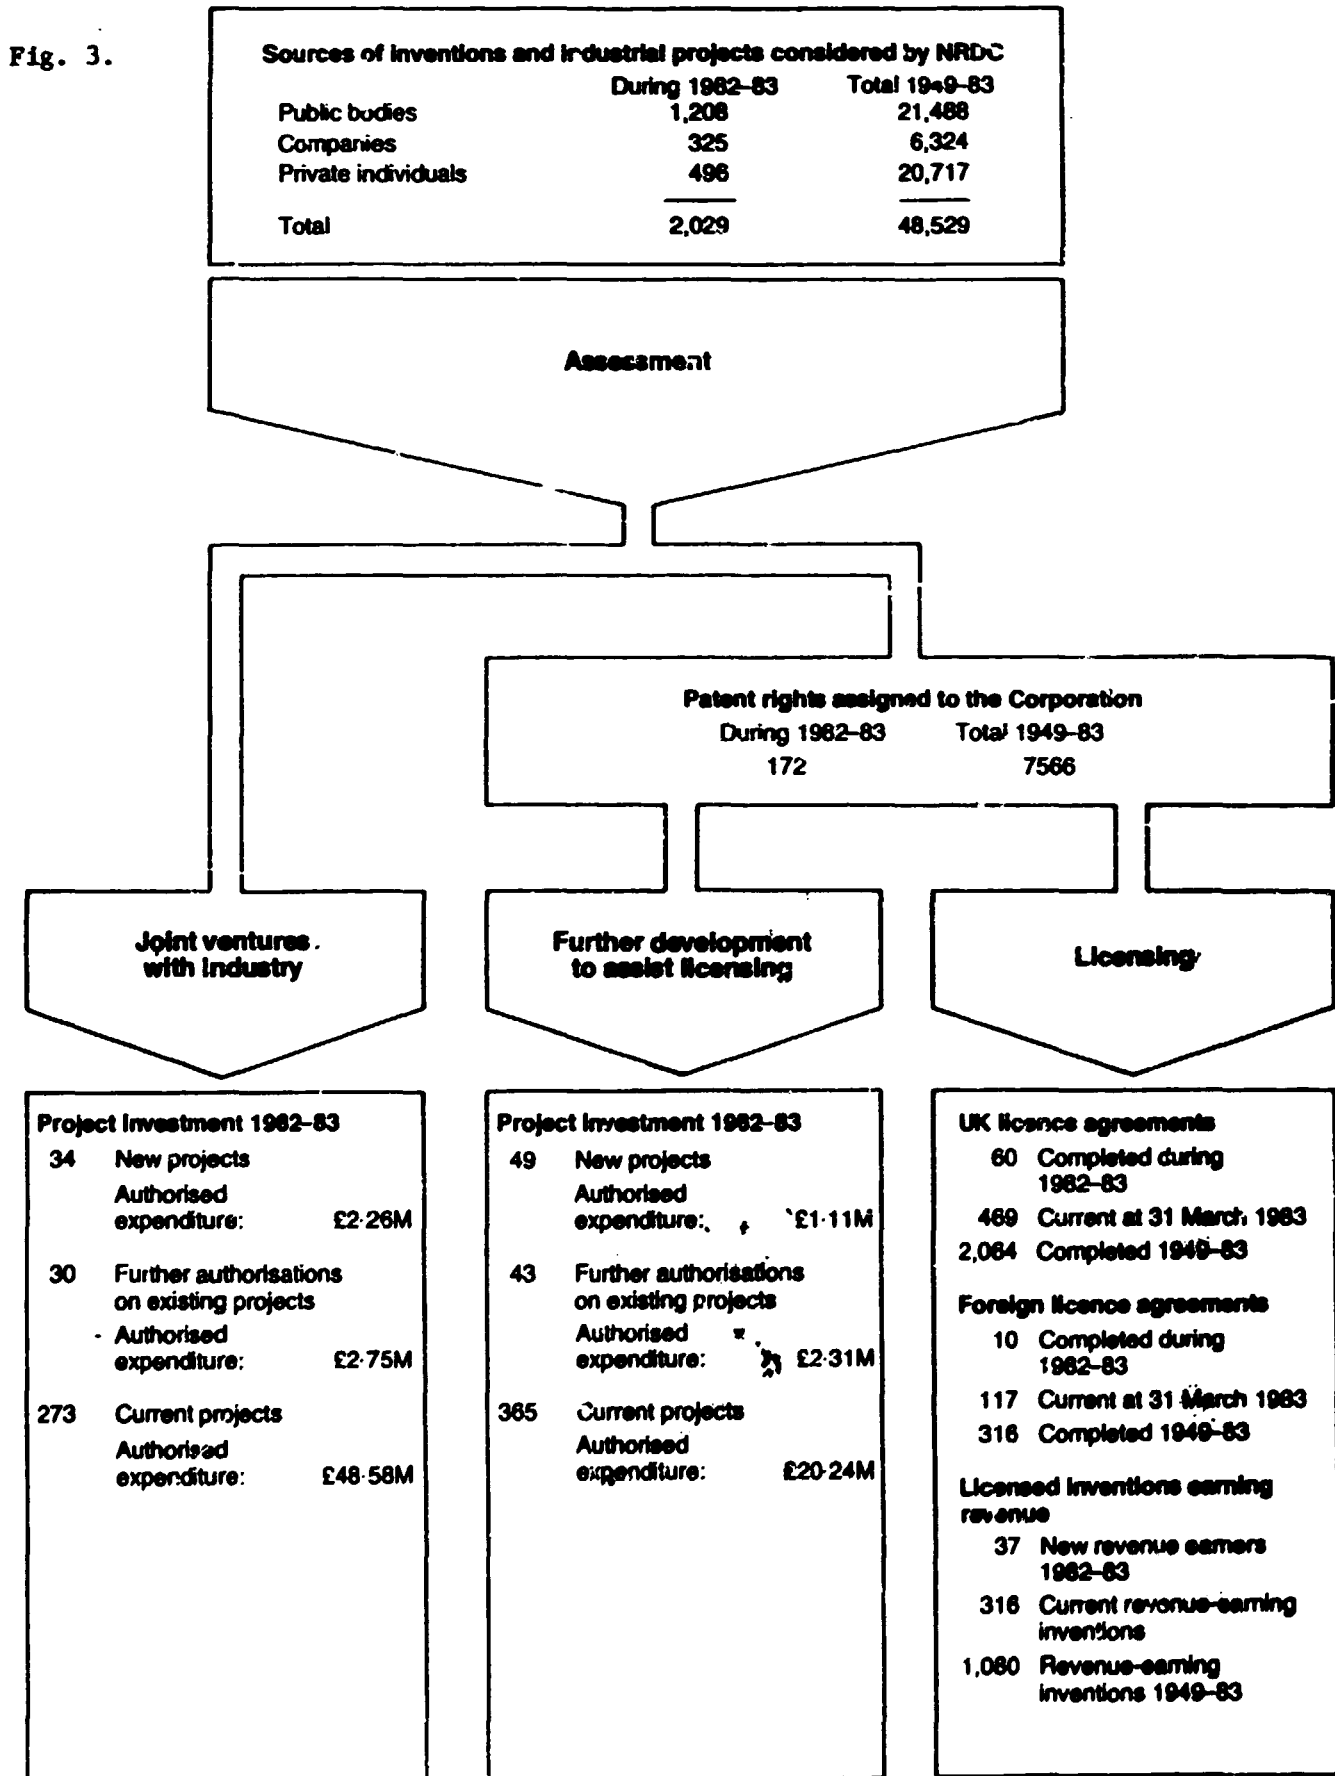 Fig. 3.
Sources of inventions and industrial projects considered by NRDC
During 1982–83 Total 1949–83
Public bodies 1,208 21,488
Companies 325 6,324
Private individuals 496 20,717
Total 2,029 48,529
Assessment
Patent rights assigned to the Corporation
During 1982–83 Total 1949–83
172 7566
Joint ventures
with industry
Further development
to assist licensing
Licensing
Project investment 1982–83
34 New projects
Authorised
expenditure: £2·26M
30 Further authorisations
on existing projects
Authorised
expenditure: £2·75M
273 Current projects
Authorised
expenditure: £48·58M
Project investment 1982–83
49 New projects
Authorised
expenditure: £1·11M
43 Further authorisations
on existing projects
Authorised
expenditure: £2·31M
365 Current projects
Authorised
expenditure: £20·24M
UK licence agreements
60 Completed during
1982–83
469 Current at 31 March 1983
2,064 Completed 1949–83
Foreign licence agreements
10 Completed during
1982–83
117 Current at 31 March 1983
316 Completed 1949–83
Licensed inventions earning
revenue
37 New revenue earners
1982–83
316 Current revenue-earning
inventions
1,060 Revenue-earning
inventions 1949–83